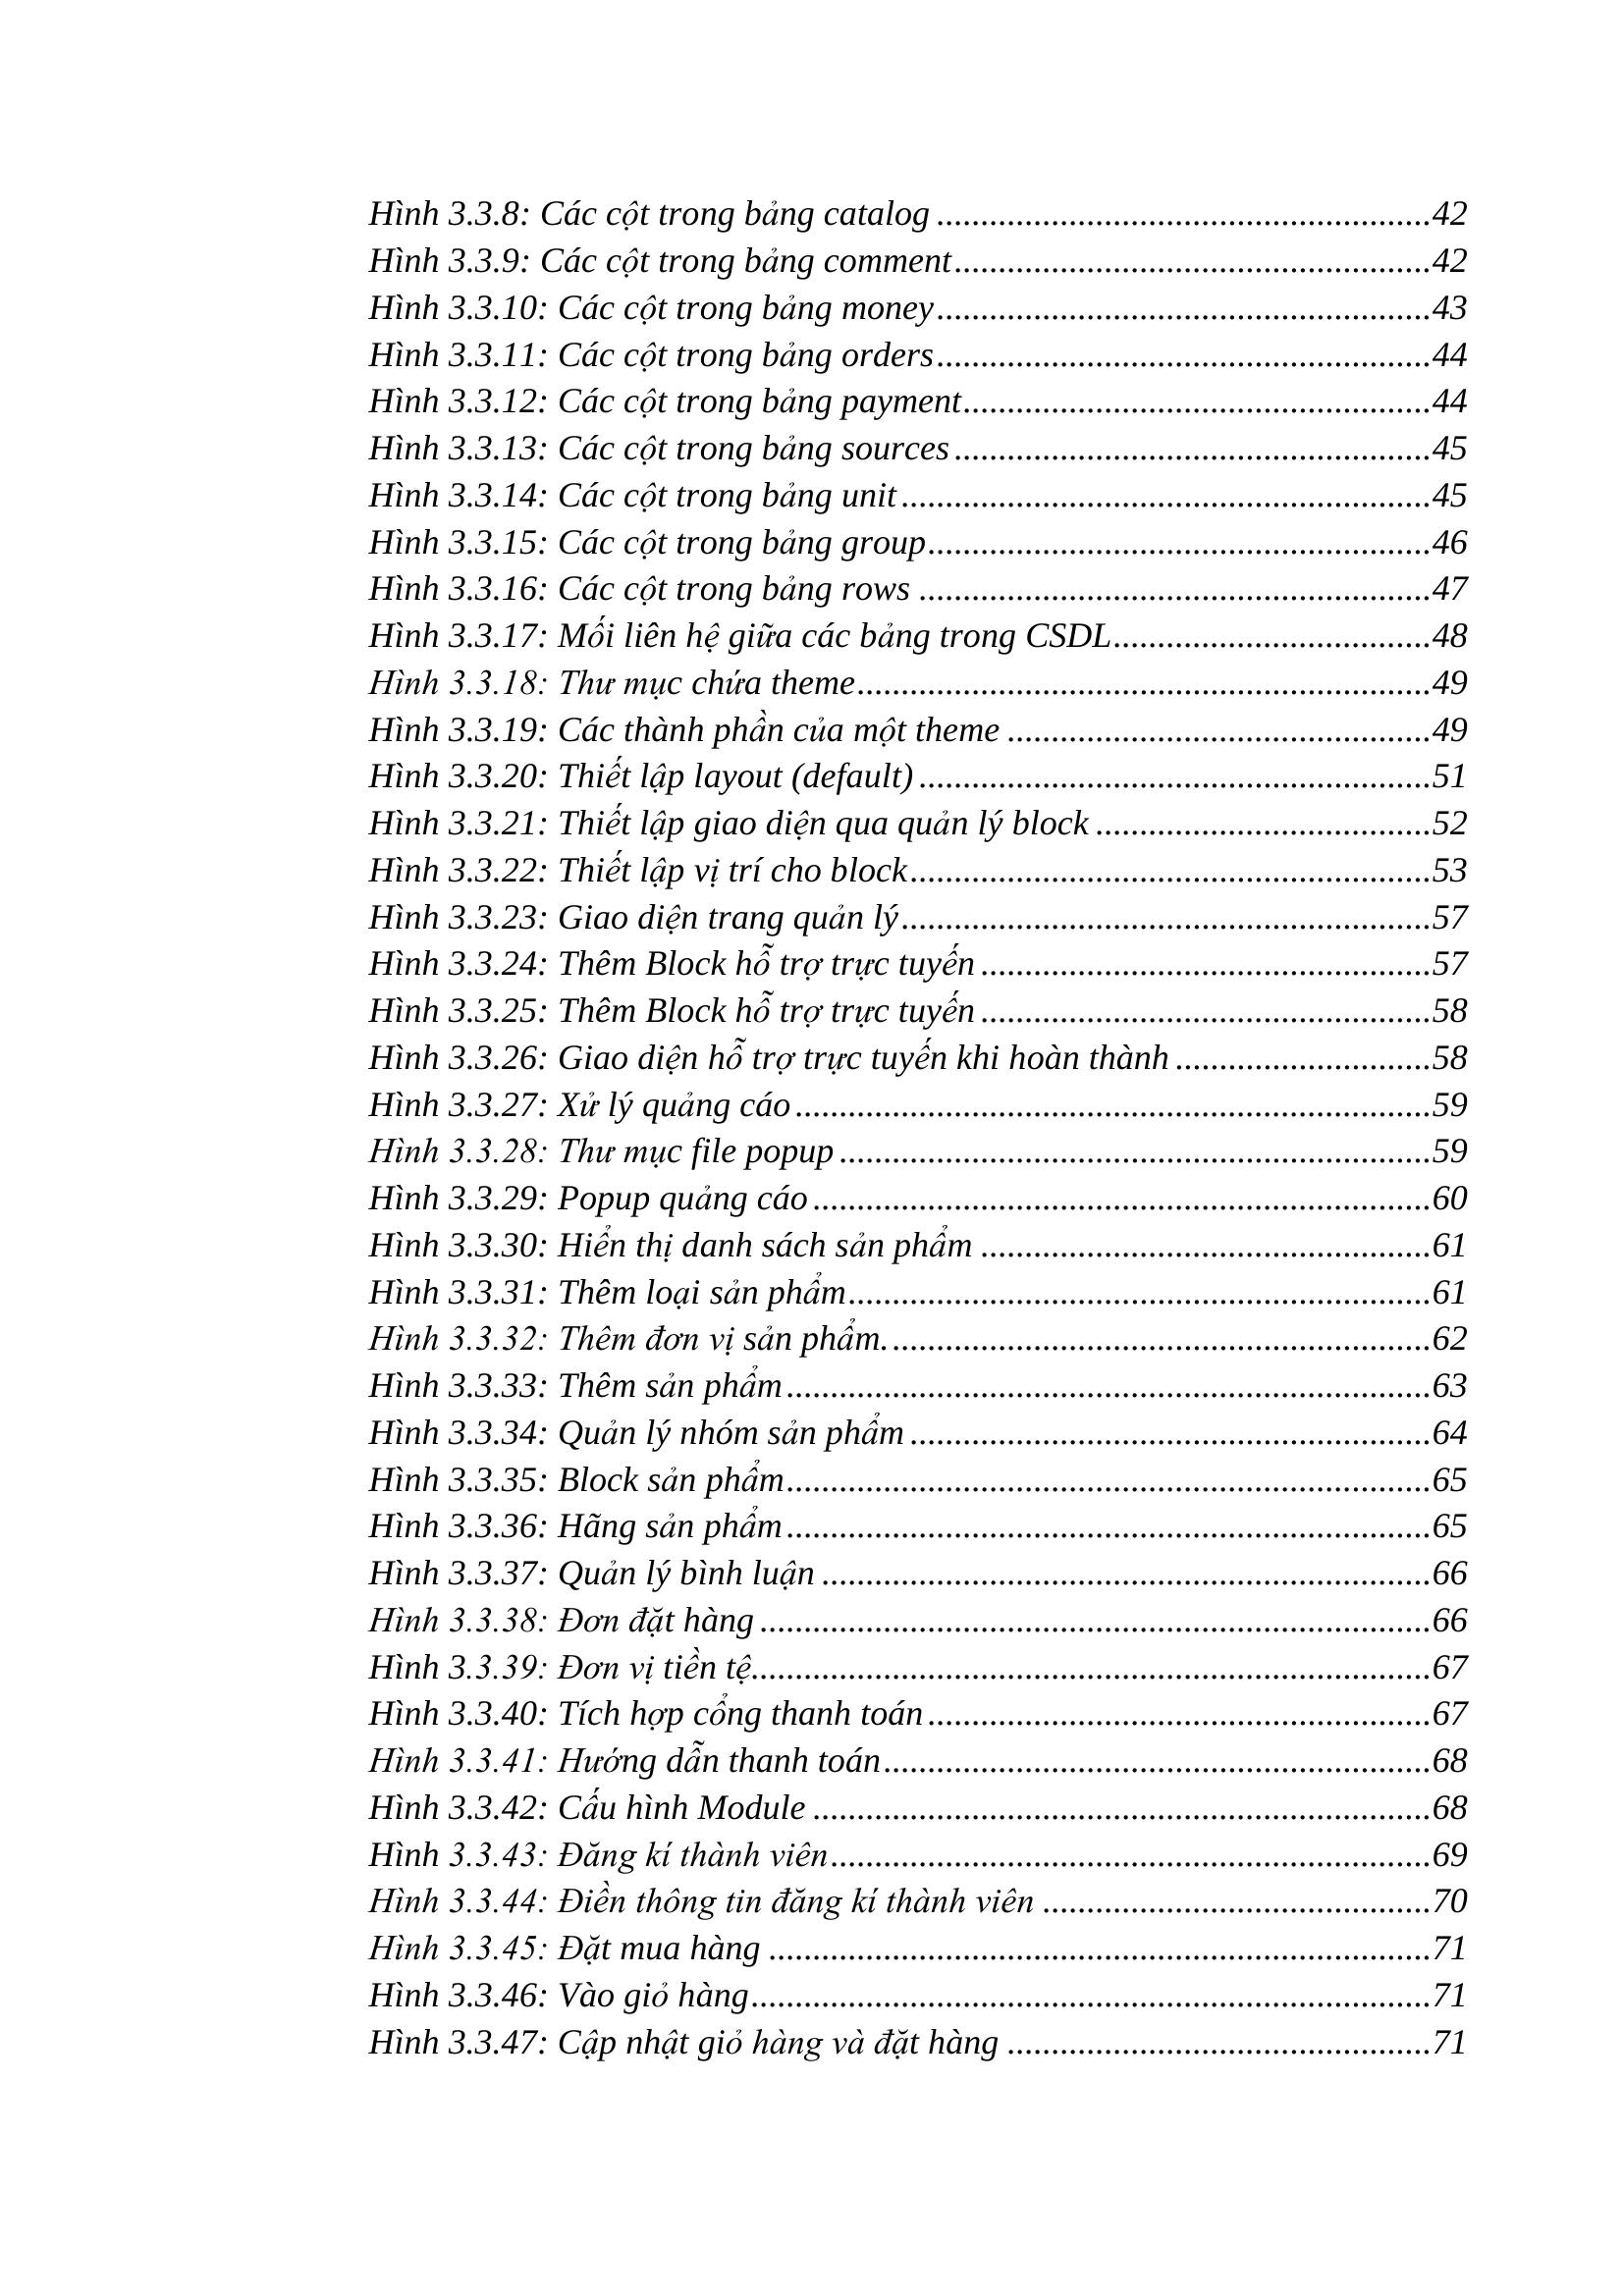 Hình 3.3.8: Các cột trong bảng catalog ........................................................42
Hình 3.3.9: Các cột trong bảng comment......................................................42
Hình 3.3.10: Các cột trong bảng money........................................................43
Hình 3.3.11: Các cột trong bảng orders........................................................44
Hình 3.3.12: Các cột trong bảng payment.....................................................44
Hình 3.3.13: Các cột trong bảng sources ......................................................45
Hình 3.3.14: Các cột trong bảng unit ............................................................45
Hình 3.3.15: Các cột trong bảng group.........................................................46
Hình 3.3.16: Các cột trong bảng rows ..........................................................47
Hình 3.3.17: Mối liên hệ giữa các bảng trong CSDL....................................48
Hình 3.3.18: Thư mục chứa theme.................................................................49
Hình 3.3.19: Các thành phần của một theme ................................................49
Hình 3.3.20: Thiết lập layout (default) ..........................................................51
Hình 3.3.21: Thiết lập giao diện qua quản lý block ......................................52
Hình 3.3.22: Thiết lập vị trí cho block...........................................................53
Hình 3.3.23: Giao diện trang quản lý............................................................57
Hình 3.3.24: Thêm Block hỗ trợ trực tuyến ...................................................57
Hình 3.3.25: Thêm Block hỗ trợ trực tuyến ...................................................58
Hình 3.3.26: Giao diện hỗ trợ trực tuyến khi hoàn thành .............................58
Hình 3.3.27: Xử lý quảng cáo ........................................................................59
Hình 3.3.28: Thư mục file popup ...................................................................59
Hình 3.3.29: Popup quảng cáo ......................................................................60
Hình 3.3.30: Hiển thị danh sách sản phẩm ...................................................61
Hình 3.3.31: Thêm loại sản phẩm..................................................................61
Hình 3.3.32: Thêm đơn vị sản phẩm. .............................................................62
Hình 3.3.33: Thêm sản phẩm .........................................................................63
Hình 3.3.34: Quản lý nhóm sản phẩm ...........................................................64
Hình 3.3.35: Block sản phẩm.........................................................................65
Hình 3.3.36: Hãng sản phẩm .........................................................................65
Hình 3.3.37: Quản lý bình luận .....................................................................66
Hình 3.3.38: Đơn đặt hàng ............................................................................66
Hình 3.3.39: Đơn vị tiền tệ.............................................................................67
Hình 3.3.40: Tích hợp cổng thanh toán .........................................................67
Hình 3.3.41: Hướng dẫn thanh toán..............................................................68
Hình 3.3.42: Cấu hình Module ......................................................................68
Hình 3.3.43: Đăng kí thành viên....................................................................69
Hình 3.3.44: Điền thông tin đăng kí thành viên ............................................70
Hình 3.3.45: Đặt mua hàng ...........................................................................71
Hình 3.3.46: Vào giỏ hàng.............................................................................71
Hình 3.3.47: Cập nhật giỏ hàng và đặt hàng ................................................71